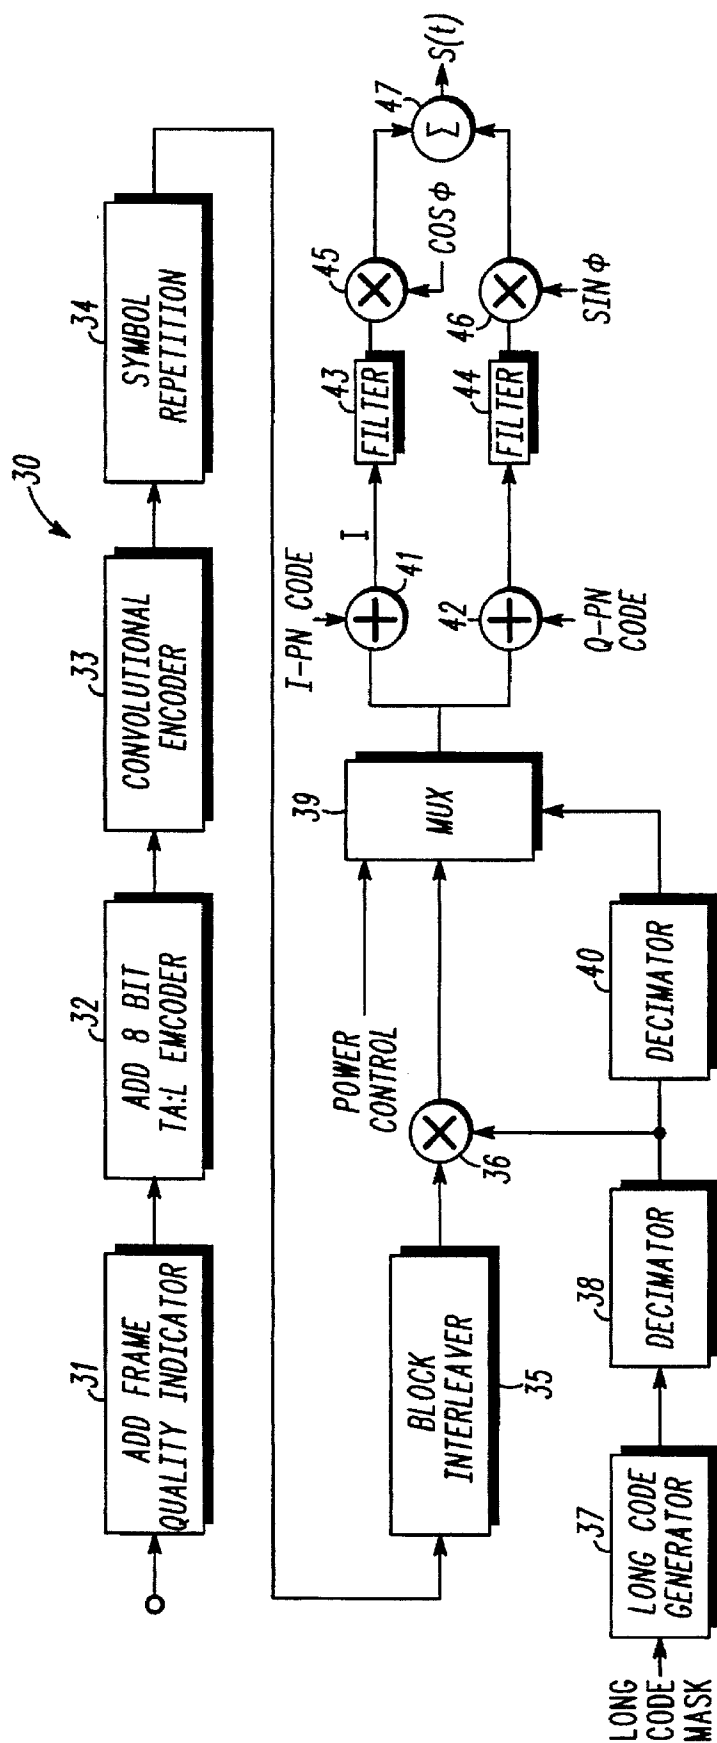 30
31
ADD FRAME
QUALITY INDICATOR
32
ADD 8 BIT
TA:L EMCODER
33
CONVOLUTIONAL
ENCODER
34
SYMBOL
REPETITION
35
BLOCK
INTERLEAVER
36
POWER
CONTROL
39
MUX
I-PN CODE
41
I
42
Q-PN
CODE
43
FILTER
44
FILTER
45
COS Φ
46
SIN Φ
47
Σ
S(t)
LONG
CODE
MASK
37
LONG CODE
GENERATOR
38
DECIMATOR
40
DECIMATOR